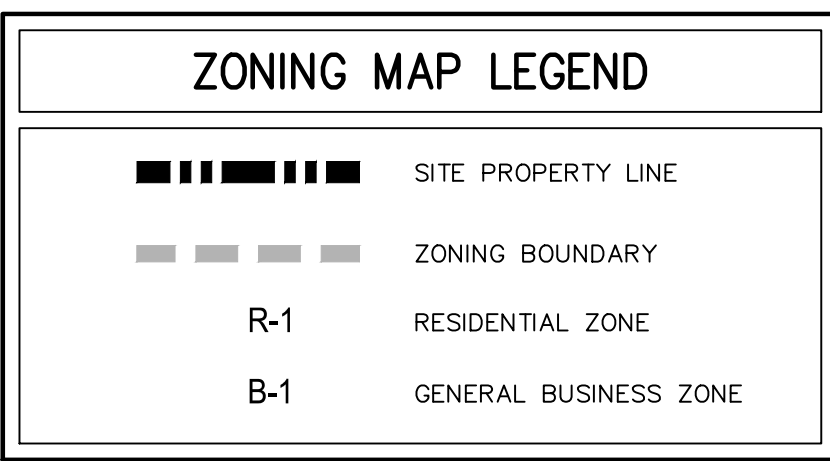 ZONING MAP LEGEND
SITE PROPERTY LINE
ZONING BOUNDARY
R-1 RESIDENTIAL ZONE
B-1 GENERAL BUSINESS ZONE